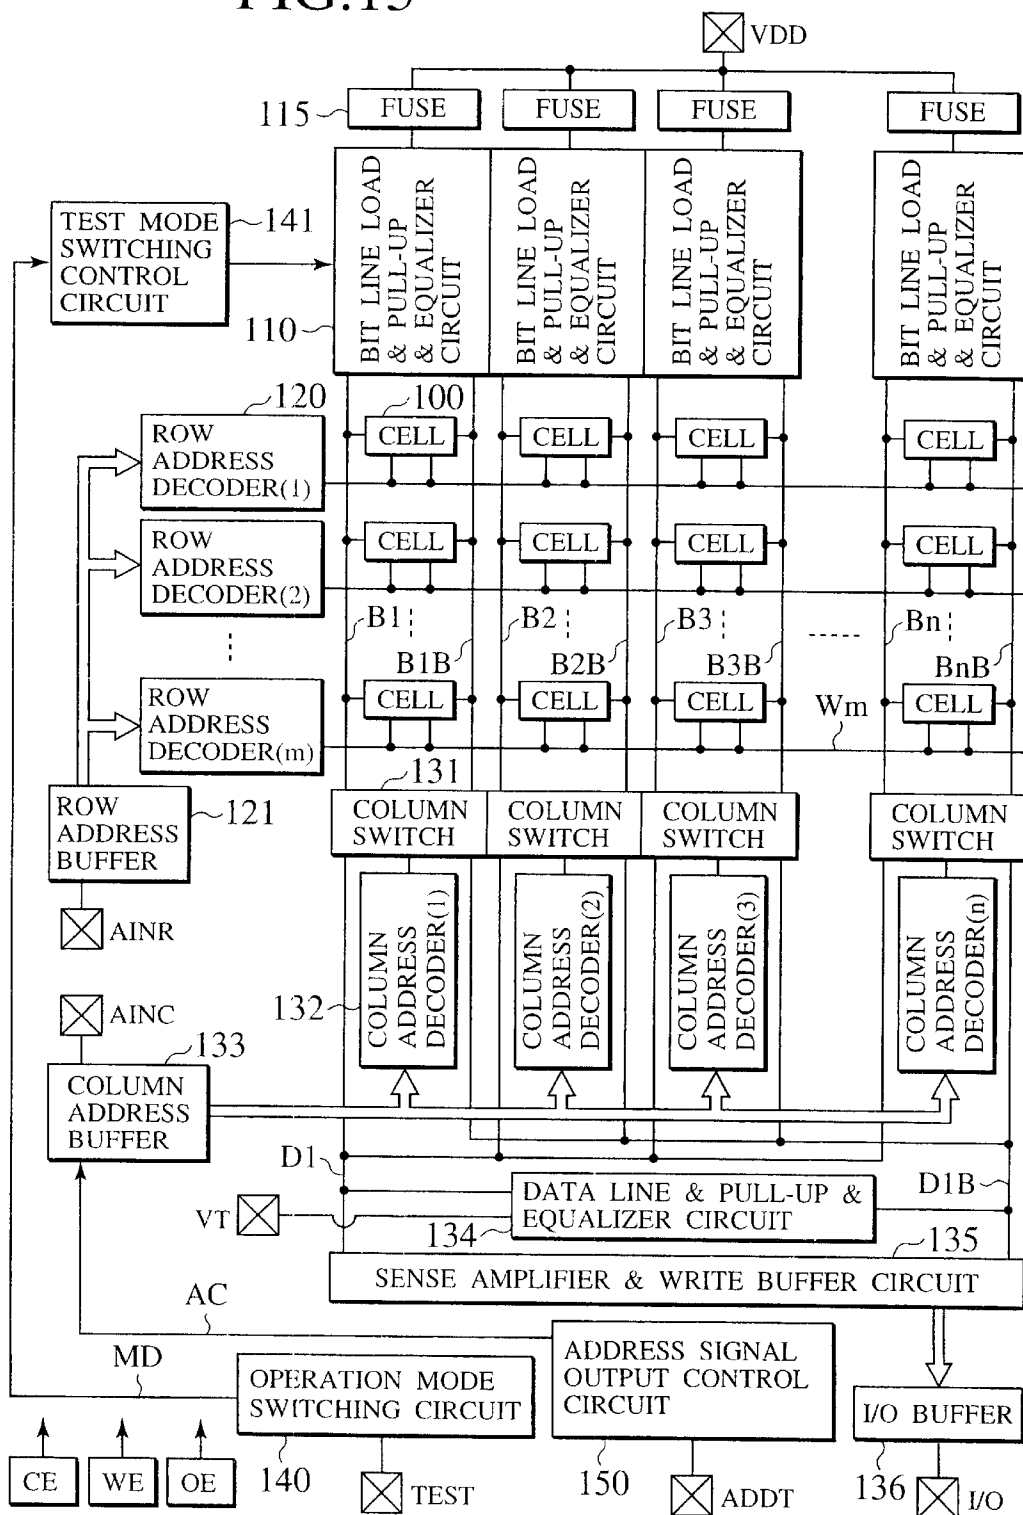 FIG.15
VDD
115
FUSE
FUSE
FUSE
FUSE
TEST MODE
SWITCHING
CONTROL
CIRCUIT
141
110
BIT LINE LOAD
& PULL-UP
& EQUALIZER
CIRCUIT
BIT LINE LOAD
& PULL-UP
& EQUALIZER
CIRCUIT
BIT LINE LOAD
& PULL-UP
& EQUALIZER
CIRCUIT
BIT LINE LOAD
& PULL-UP
& EQUALIZER
CIRCUIT
120
100
ROW
ADDRESS
DECODER(1)
CELL
CELL
CELL
CELL
ROW
ADDRESS
DECODER(2)
CELL
CELL
CELL
CELL
B1
B1B
B2
B2B
B3
B3B
Bn
BnB
ROW
ADDRESS
DECODER(m)
CELL
CELL
CELL
CELL
Wm
131
ROW
ADDRESS
BUFFER
121
COLUMN
SWITCH
COLUMN
SWITCH
COLUMN
SWITCH
COLUMN
SWITCH
AINR
AINC
132
COLUMN
ADDRESS
DECODER(1)
COLUMN
ADDRESS
DECODER(2)
COLUMN
ADDRESS
DECODER(3)
COLUMN
ADDRESS
DECODER(n)
133
COLUMN
ADDRESS
BUFFER
D1
D1B
VT
DATA LINE & PULL-UP &
EQUALIZER CIRCUIT
134
135
SENSE AMPLIFIER & WRITE BUFFER CIRCUIT
AC
MD
OPERATION MODE
SWITCHING CIRCUIT
ADDRESS SIGNAL
OUTPUT CONTROL
CIRCUIT
I/O BUFFER
CE
WE
OE
140
150
136
TEST
ADDT
I/O